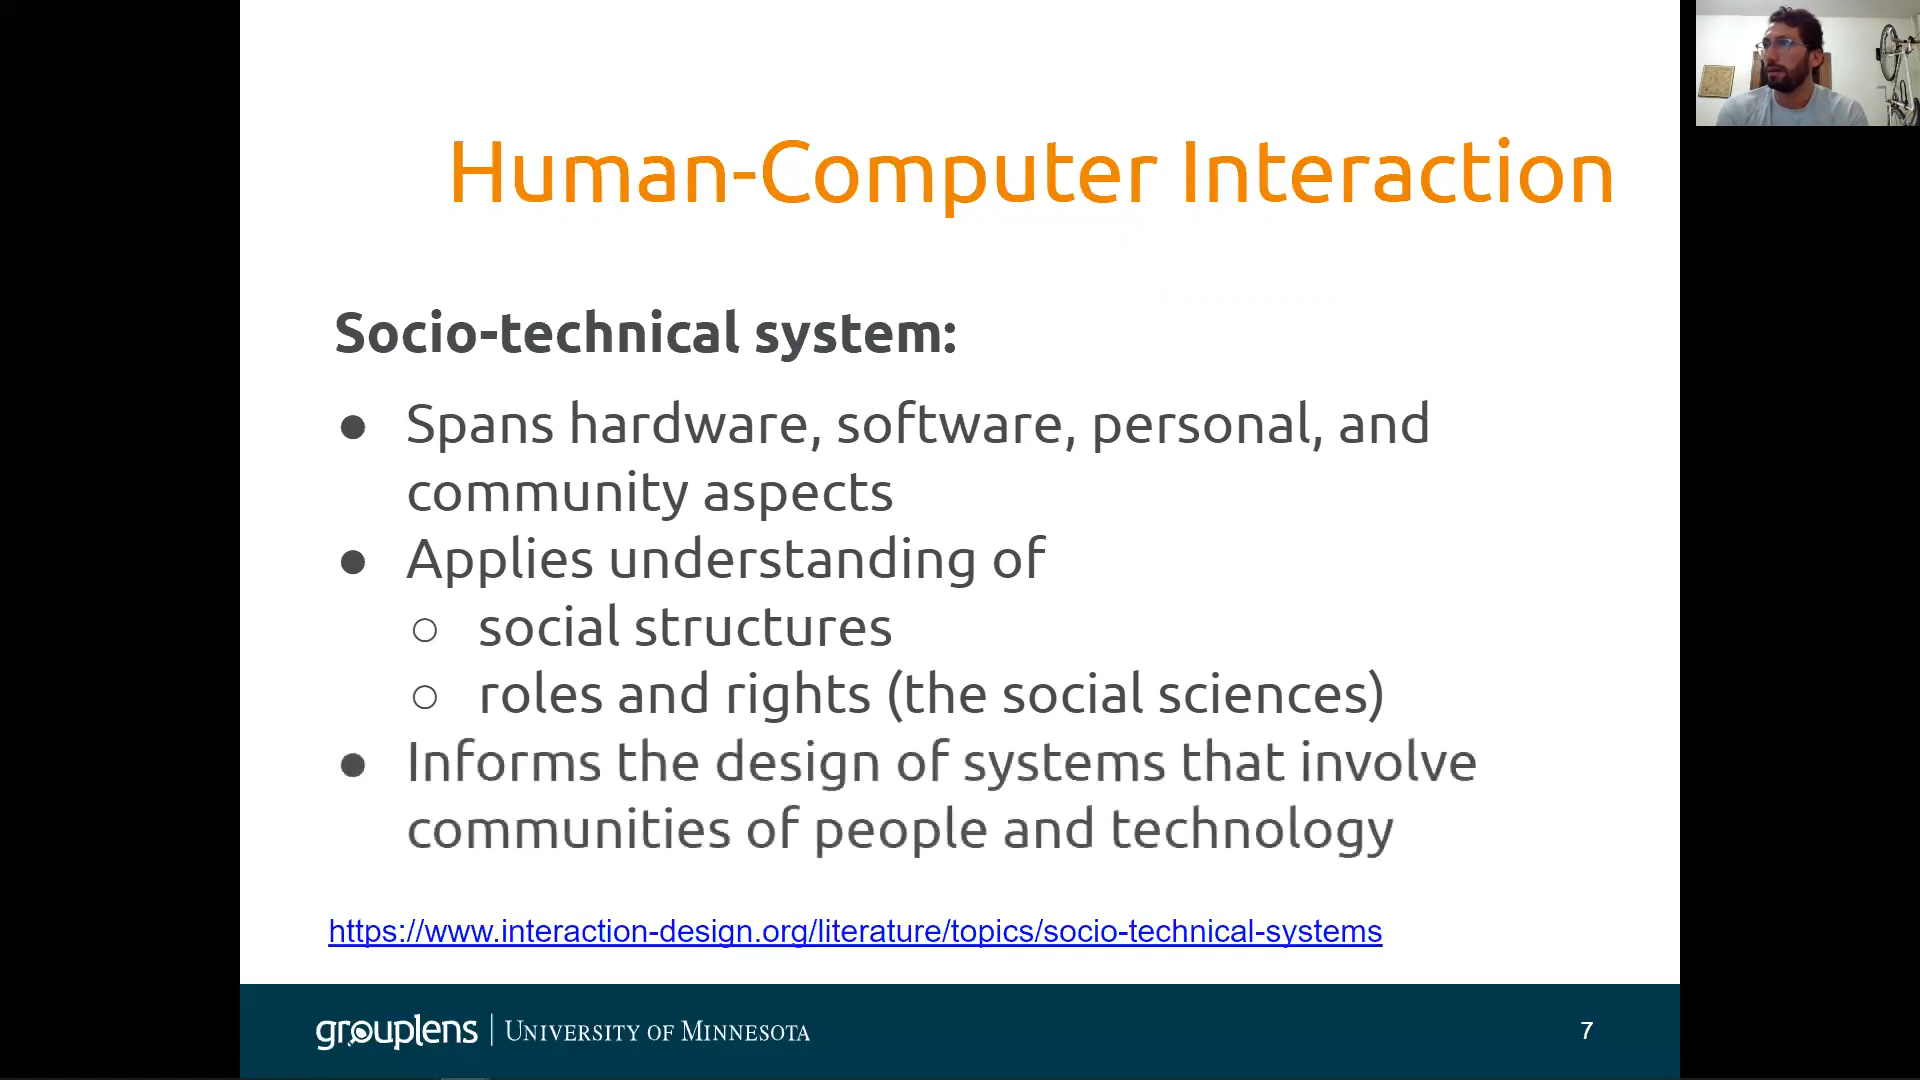 Human-Computer Interaction
Socio-technical system:
● Spans hardware, software, personal, and
community aspects
● Applies understanding of
○ social structures
○ roles and rights (the social sciences)
● Informs the design of systems that involve
communities of people and technology
https://www.interaction-design.org/literature/topics/socio-technical-systems
grouplens | UNIVERSITY OF MINNESOTA
7